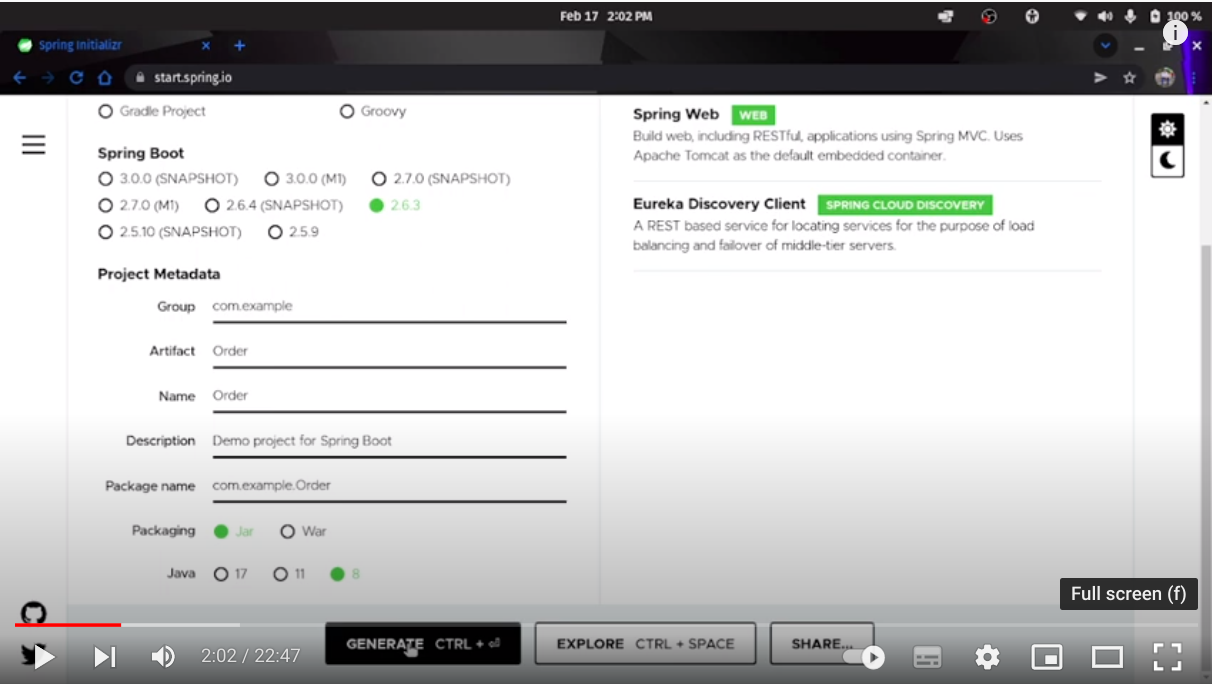 Feb 17 2:02 PM
100 %
Spring Initializr
start.spring.io
Gradle Project Groovy
Spring Boot
3.0.0 (SNAPSHOT) 3.0.0 (M1) 2.7.0 (SNAPSHOT)
2.7.0 (M1) 2.6.4 (SNAPSHOT) 2.6.3
2.5.10 (SNAPSHOT) 2.5.9
Project Metadata
Group com.example
Artifact Order
Name Order
Description Demo project for Spring Boot
Package name com.example.Order
Packaging Jar War
Java 17 11 8
Spring Web WEB
Build web, including RESTful, applications using Spring MVC. Uses
Apache Tomcat as the default embedded container.
Eureka Discovery Client SPRING CLOUD DISCOVERY
A REST based service for locating services for the purpose of load
balancing and failover of middle-tier servers.
Full screen (f)
GENERATE CTRL + ⏎ EXPLORE CTRL + SPACE SHARE...
2:02 / 22:47